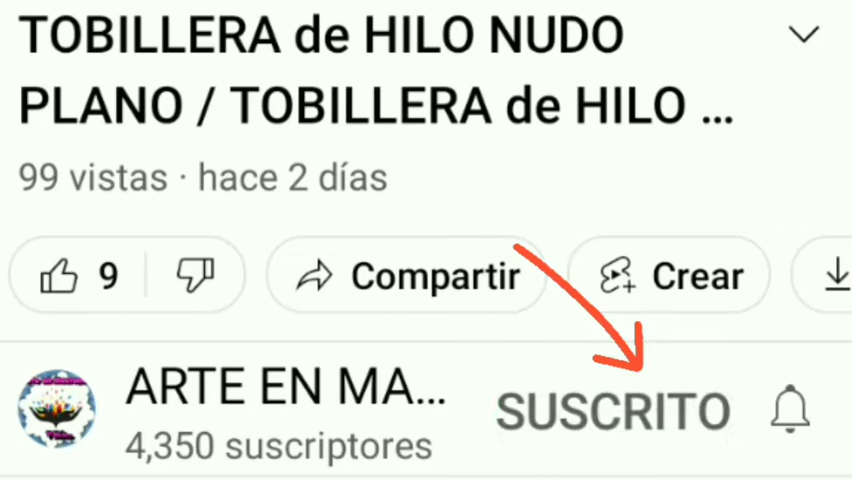 TOBILLERA de HILO NUDO
PLANO / TOBILLERA de HILO ...
99 vistas · hace 2 días
9 Compartir Crear
ARTE EN MA... SUSCRITO
4,350 suscriptores